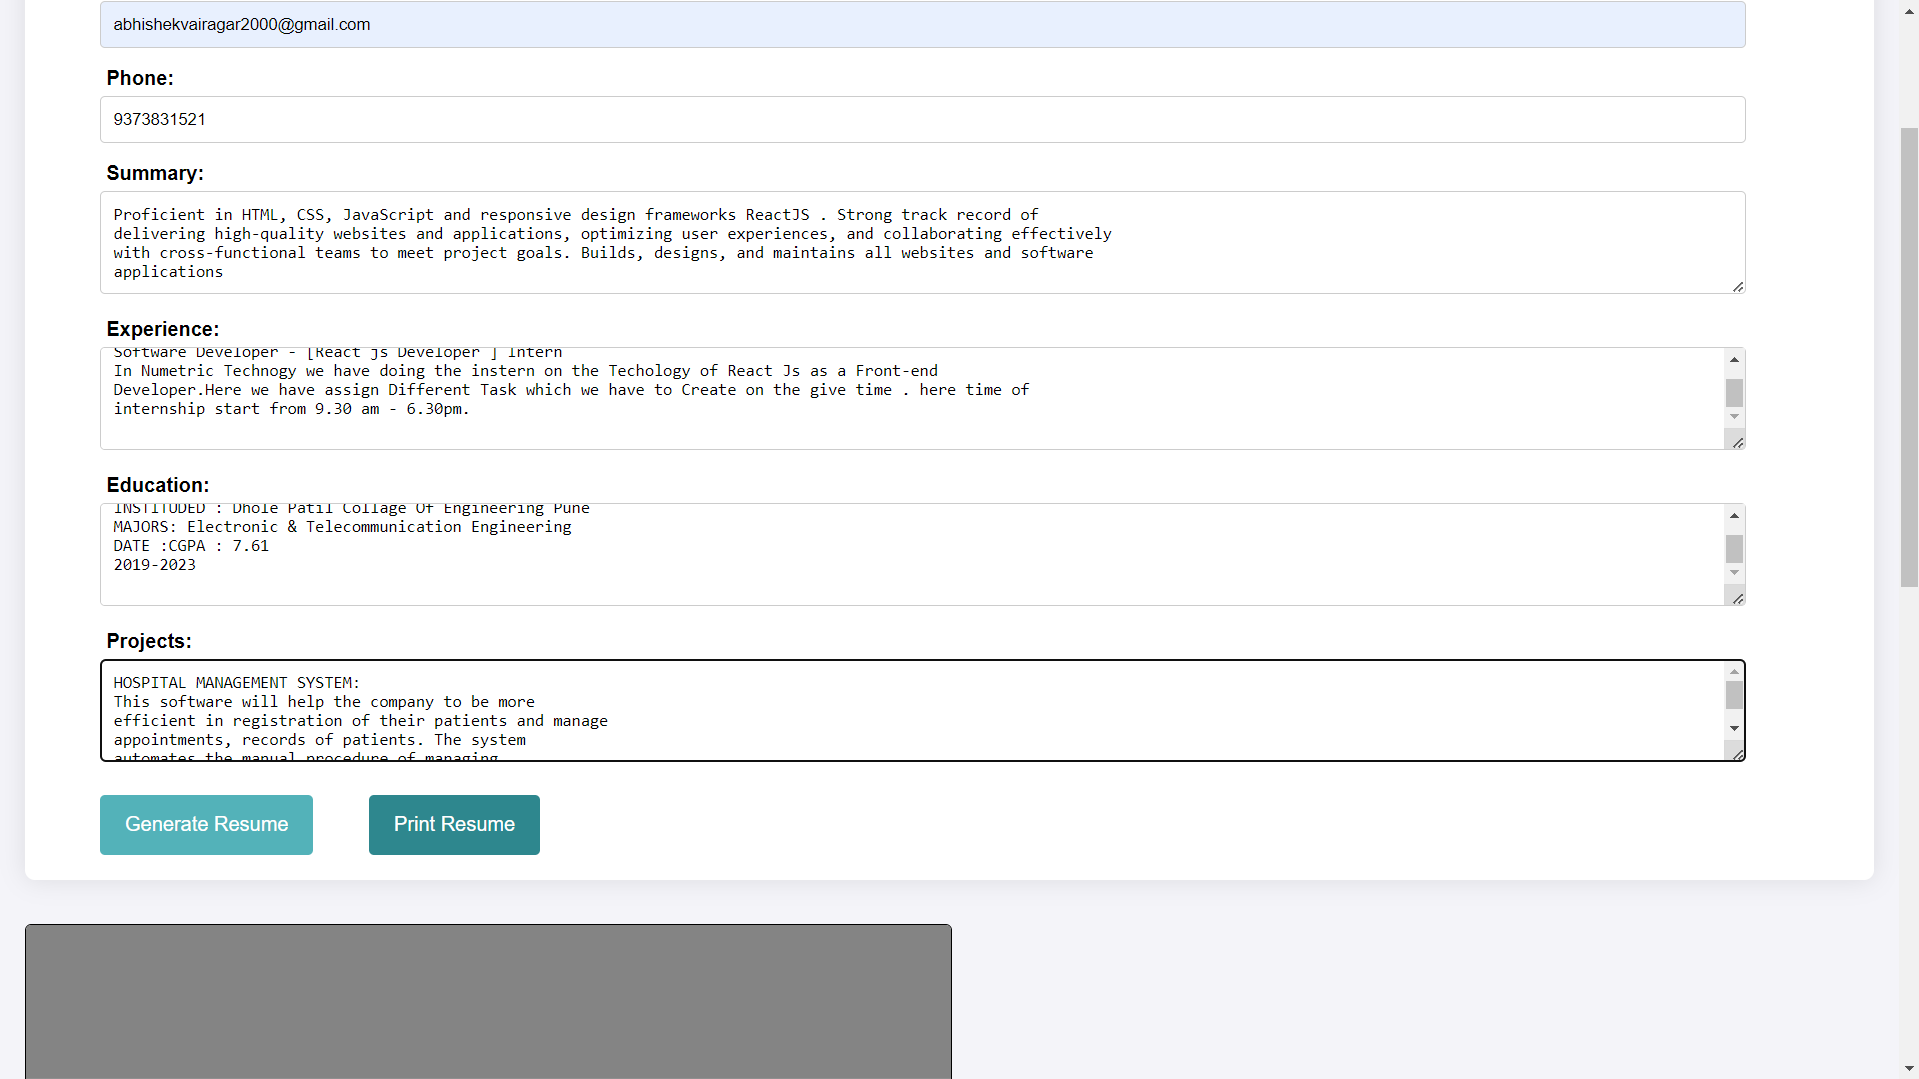 abhishekvairagar2000@gmail.com
Phone:
9373831521
Summary:
Proficient in HTML, CSS, JavaScript and responsive design frameworks ReactJS . Strong track record of
delivering high-quality websites and applications, optimizing user experiences, and collaborating effectively
with cross-functional teams to meet project goals. Builds, designs, and maintains all websites and software
applications
Experience:
Software Developer - [React js Developer ] Intern
In Numetric Technogy we have doing the instern on the Techology of React Js as a Front-end
Developer.Here we have assign Different Task which we have to Create on the give time . here time of
internship start from 9.30 am - 6.30pm.
Education:
INSTITUDED : Dhole Patil Collage Of Engineering Pune
MAJORS: Electronic & Telecommunication Engineering
DATE :CGPA : 7.61
2019-2023
Projects:
HOSPITAL MANAGEMENT SYSTEM:
This software will help the company to be more
efficient in registration of their patients and manage
appointments, records of patients. The system
automates the manual procedure of managing
Generate Resume
Print Resume